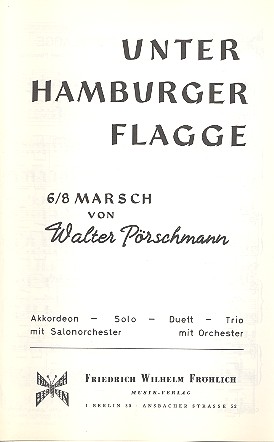 UNTER
HAMBURGER
FLAGGE
6/8 MARSCH
VON
Walter Pörschmann
Akkordeon — Solo — Duett — Trio
mit Salonorchester mit Orchester
FRIEDRICH WILHELM FRÖHLICH
MUSIK-VERLAG
1 BERLIN 30 · ANSBACHER STRASSE 52